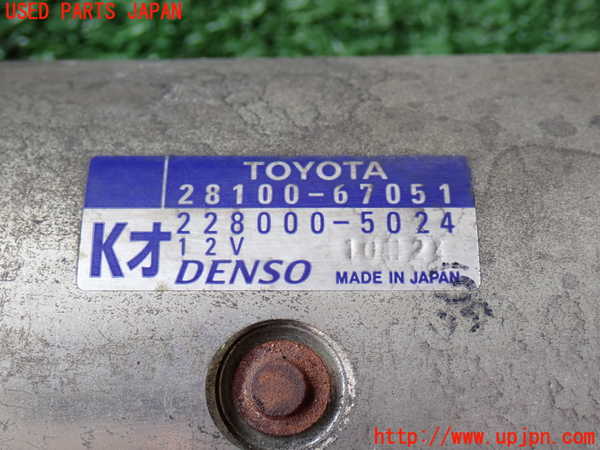 USED PARTS JAPAN
TOYOTA
28100-67051
228000-5024
12V
Kオ DENSO
MADE IN JAPAN
http://www.upjpn.com/